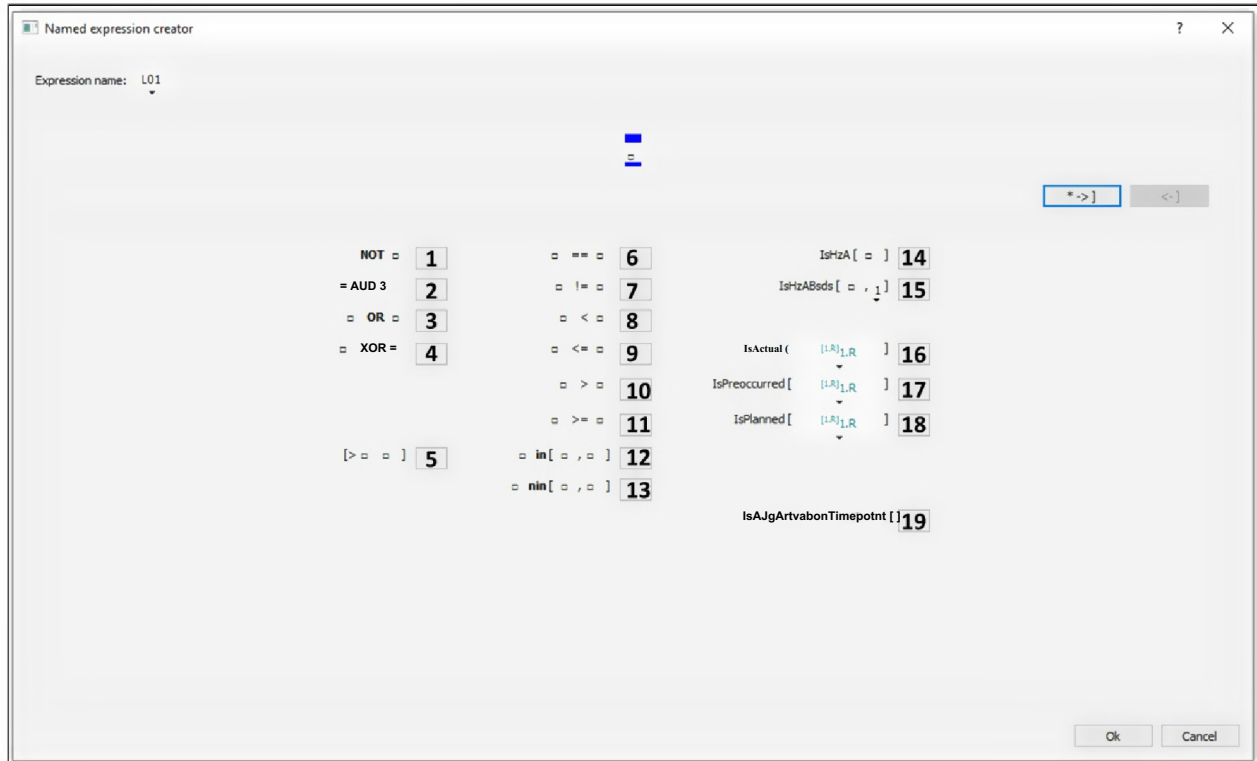 Named expression creator ? ×
Expression name: L01
*->] <-]
NOT □ 1 □ == □ 6 IsHzA[ □ ] 14
= AUD 3 2 □ != □ 7 IsHzABsds[ □ , 1] 15
□ OR □ 3 □ < □ 8
□ XOR = 4 □ <= □ 9 IsActual ( [1.R]1.R ] 16
□ > □ 10 IsPreoccurred [ [1.R]1.R ] 17
□ >= □ 11 IsPlanned [ [1.R]1.R ] 18
[> □ □ ] 5 □ in[ □ , □ ] 12
□ nin[ □ , □ ] 13
IsAJgArtvabonTimepotnt [ ] 19
Ok Cancel